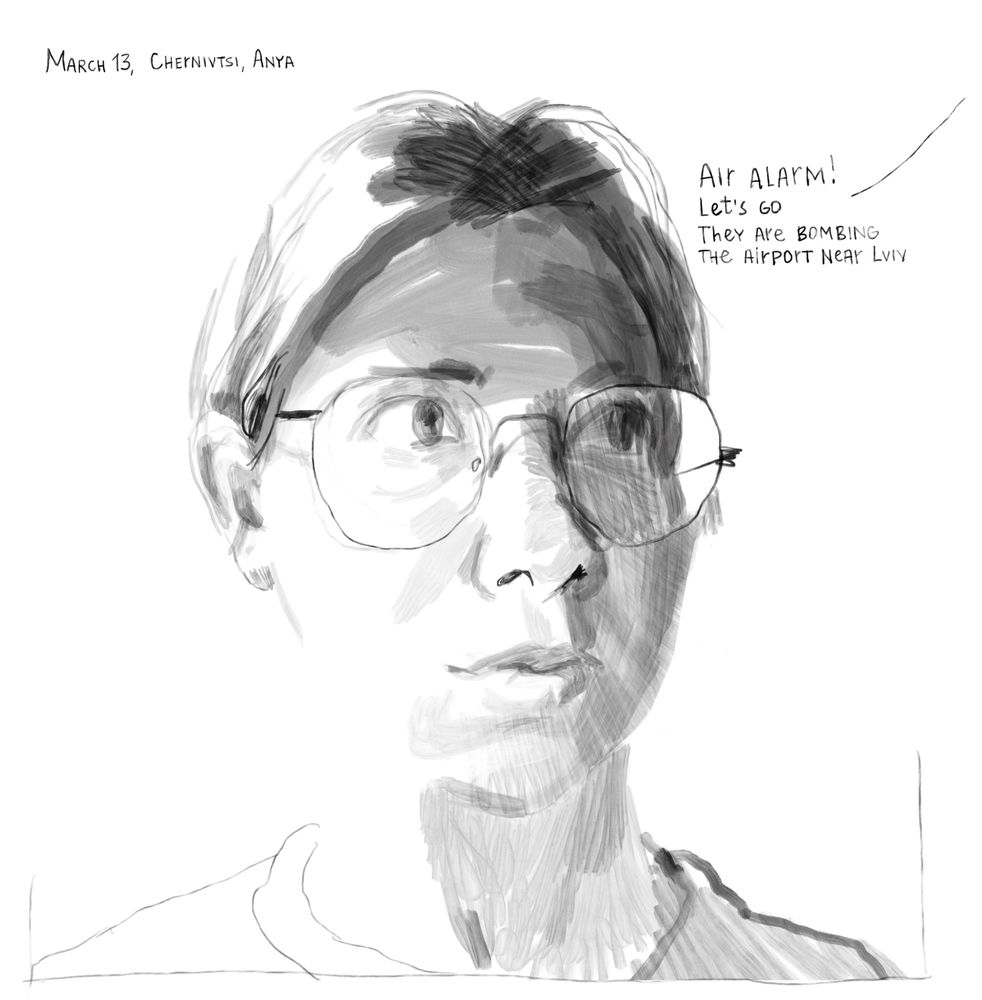 March 13, Chernivtsi, Anya
Air alarm!
Let's go
They are bombing
the airport near Lviv